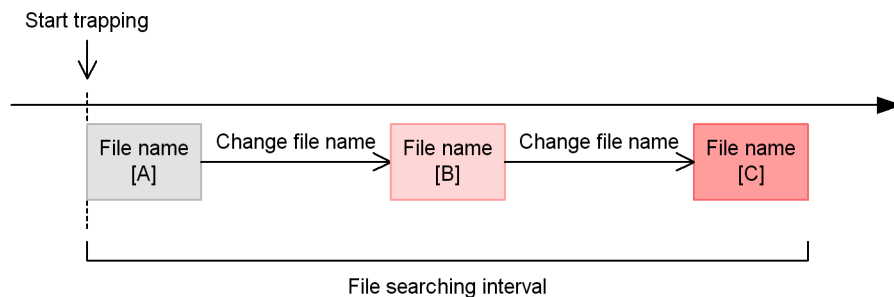 Start trapping
File name
[A]
Change file name
File name
[B]
Change file name
File name
[C]
File searching interval